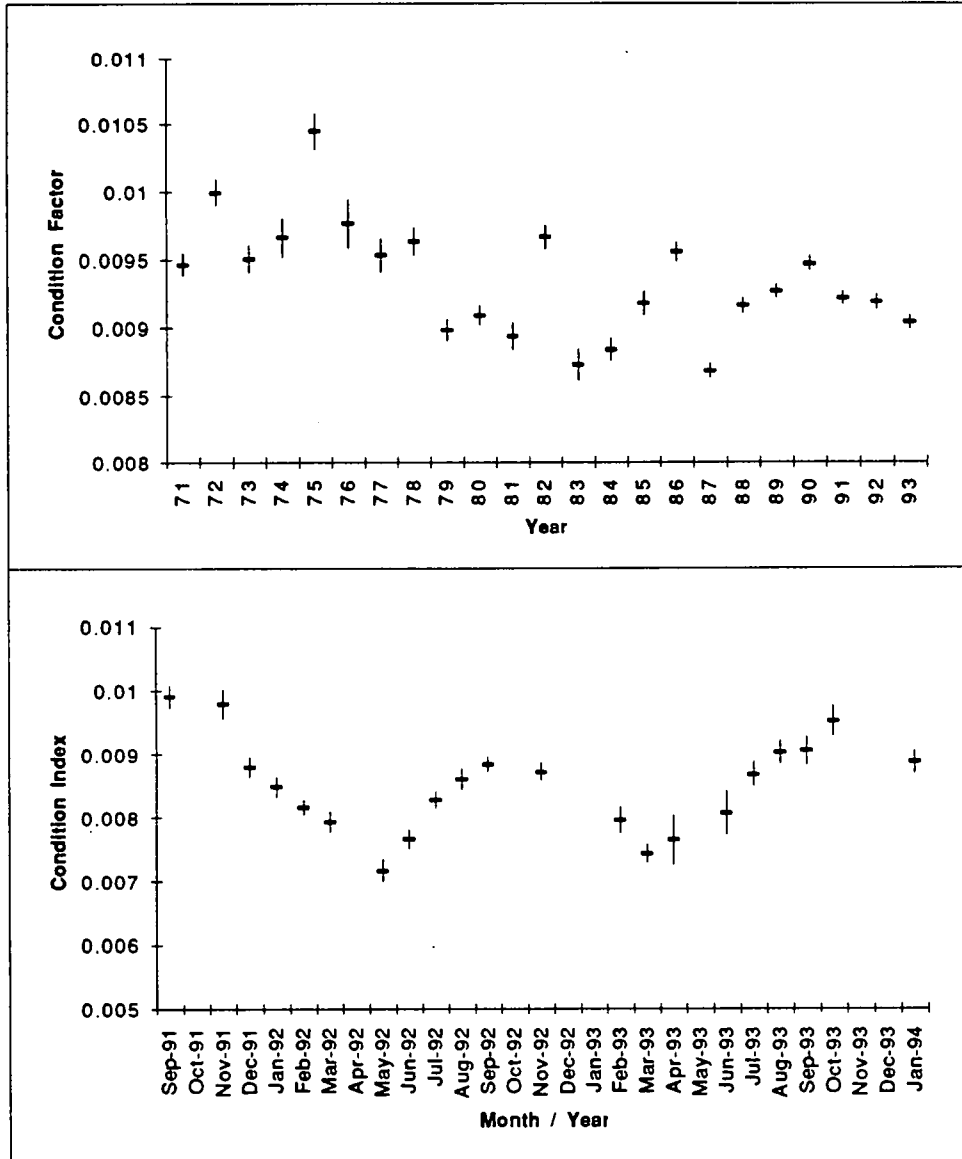 0.011
0.0105
0.01
0.0095
0.009
0.0085
0.008
Condition Factor
71 72 73 74 75 76 77 78 79 80 81 82 83 84 85 86 87 88 89 90 91 92 93
Year
0.011
0.01
0.009
0.008
0.007
0.006
0.005
Condition Index
Sep-91 Oct-91 Nov-91 Dec-91 Jan-92 Feb-92 Mar-92 Apr-92 May-92 Jun-92 Jul-92 Aug-92 Sep-92 Oct-92 Nov-92 Dec-92 Jan-93 Feb-93 Mar-93 Apr-93 May-93 Jun-93 Jul-93 Aug-93 Sep-93 Oct-93 Nov-93 Dec-93 Jan-94
Month / Year